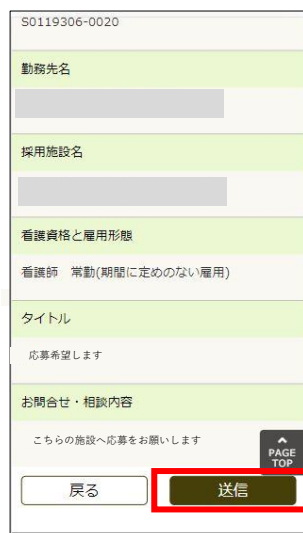 S0119306-0020
勤務先名
採用施設名
看護資格と雇用形態
看護師　常勤(期間に定めのない雇用)
タイトル
応募希望します
お問合せ・相談内容
こちらの施設へ応募をお願いします
PAGE
TOP
戻る
送信